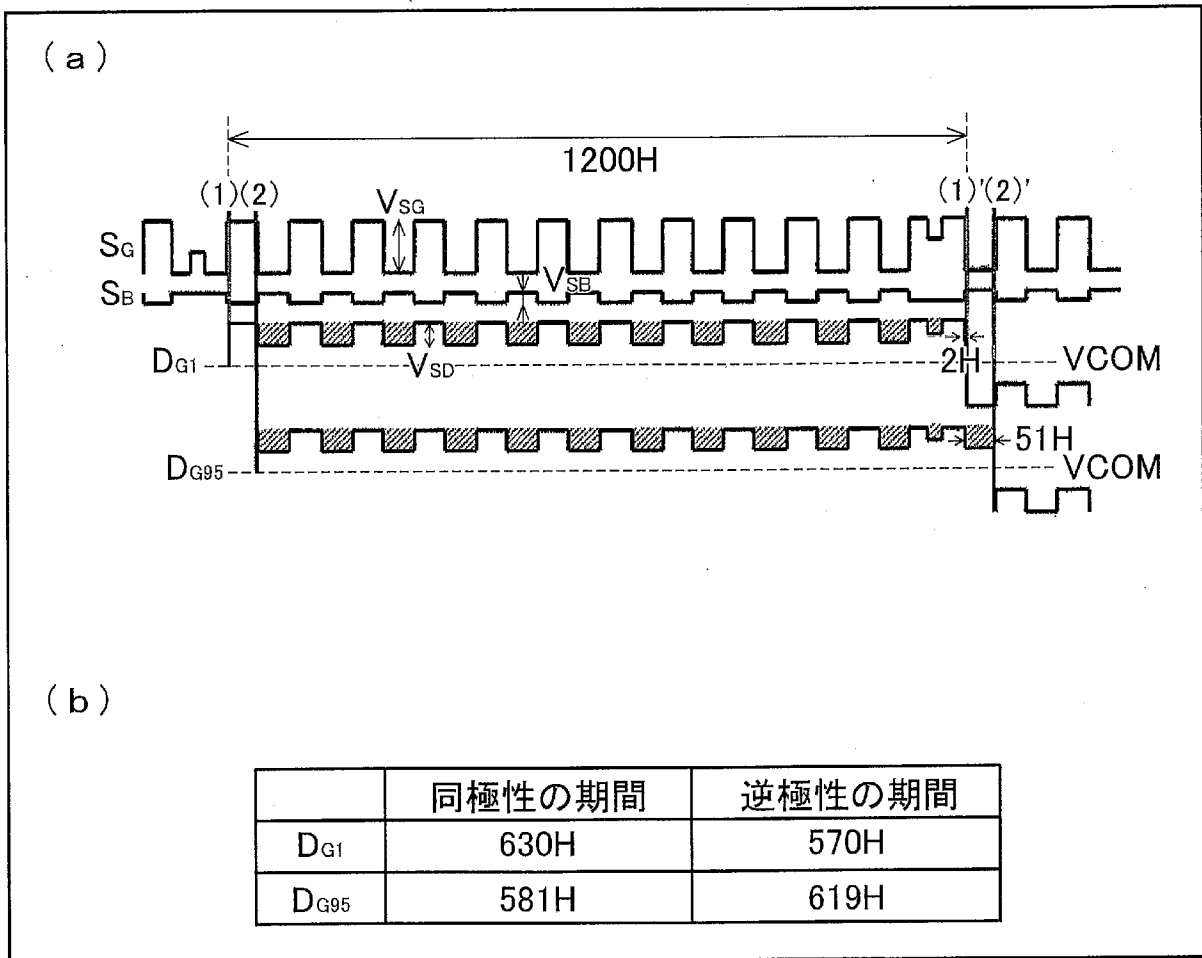 (a)
1200H
(1)(2) VSG (1)'(2)'
SG
SB VSB
DG1 VSD 2H VCOM
51H
DG95 VCOM
(b)
同極性の期間 逆極性の期間
DG1 630H 570H
DG95 581H 619H